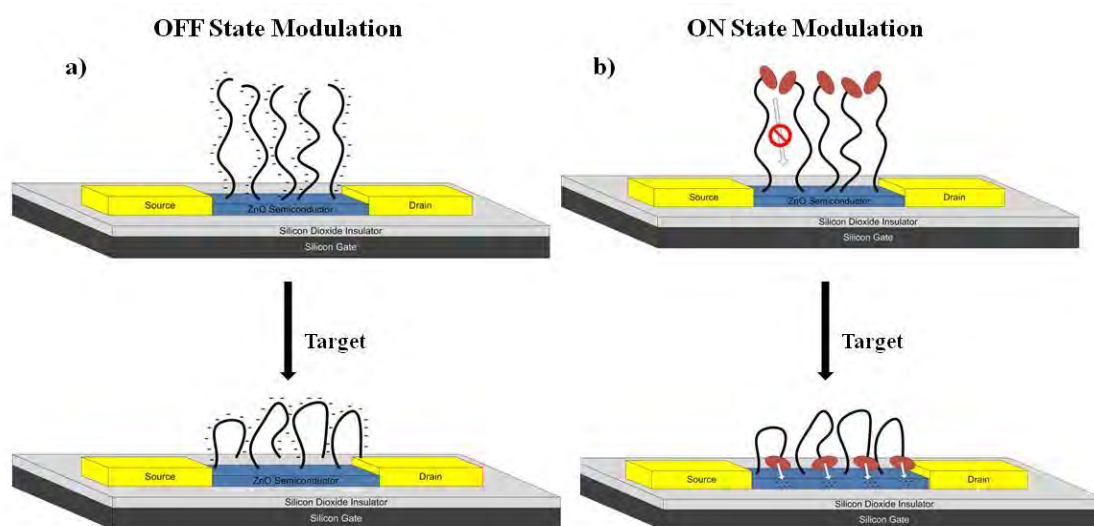 OFF State Modulation
ON State Modulation
a)
b)
Source
ZnO Semiconductor
Drain
Silicon Dioxide Insulator
Silicon Gate
Source
ZnO Semiconductor
Drain
Silicon Dioxide Insulator
Silicon Gate
Target
Target
Source
ZnO Semiconductor
Drain
Silicon Dioxide Insulator
Silicon Gate
Source
Drain
Silicon Dioxide Insulator
Silicon Gate